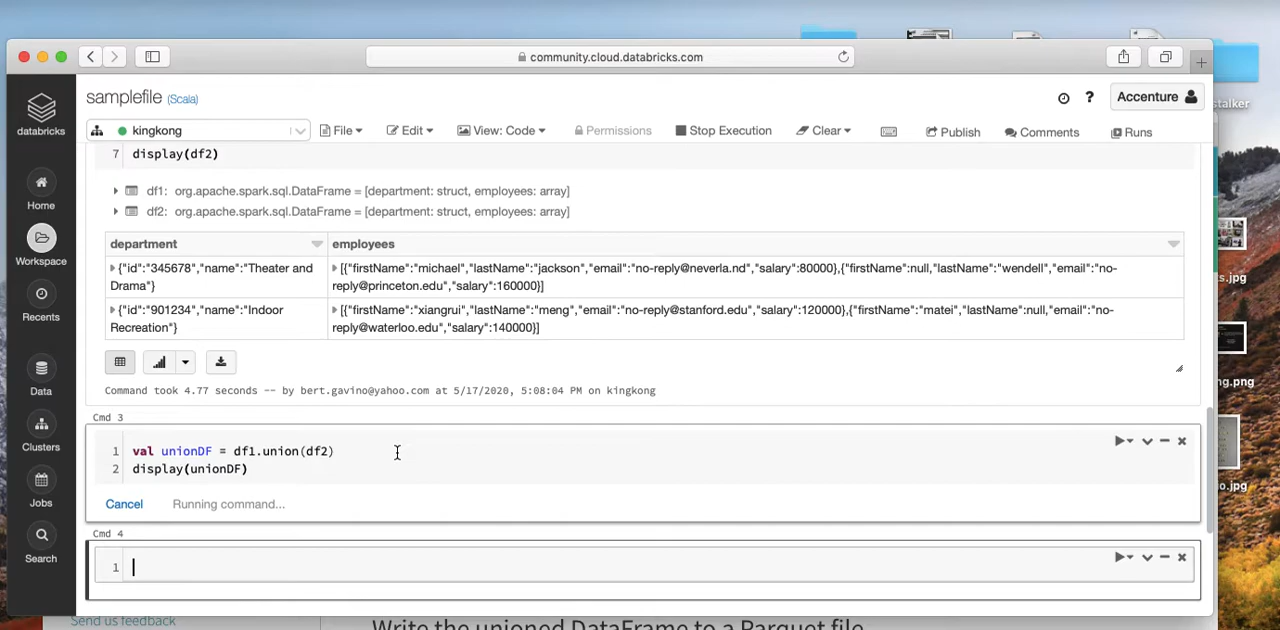 community.cloud.databricks.com
stalker
databricks
samplefile (Scala)
? Accenture
kingkong File Edit View: Code Permissions Stop Execution Clear Publish Comments Runs
Home
Workspace
Recents
Data
Clusters
Jobs
Search
7 display(df2)
df1: org.apache.spark.sql.DataFrame = [department: struct, employees: array]
df2: org.apache.spark.sql.DataFrame = [department: struct, employees: array]
department employees
{"id":"345678","name":"Theater and
Drama"}
[{"firstName":"michael","lastName":"jackson","email":"no-reply@neverla.nd","salary":80000},{"firstName":null,"lastName":"wendell","email":"no-
reply@princeton.edu","salary":160000}]
{"id":"901234","name":"Indoor
Recreation"}
[{"firstName":"xiangrui","lastName":"meng","email":"no-reply@stanford.edu","salary":120000},{"firstName":"matei","lastName":null,"email":"no-
reply@waterloo.edu","salary":140000}]
Command took 4.77 seconds -- by bert.gavino@yahoo.com at 5/17/2020, 5:08:04 PM on kingkong
Cmd 3
1 val unionDF = df1.union(df2)
2 display(unionDF)
Cancel Running command...
Cmd 4
1
s.jpg
ng.png
o.jpg
Send us feedback
Write the unioned DataFrame to a Parquet file